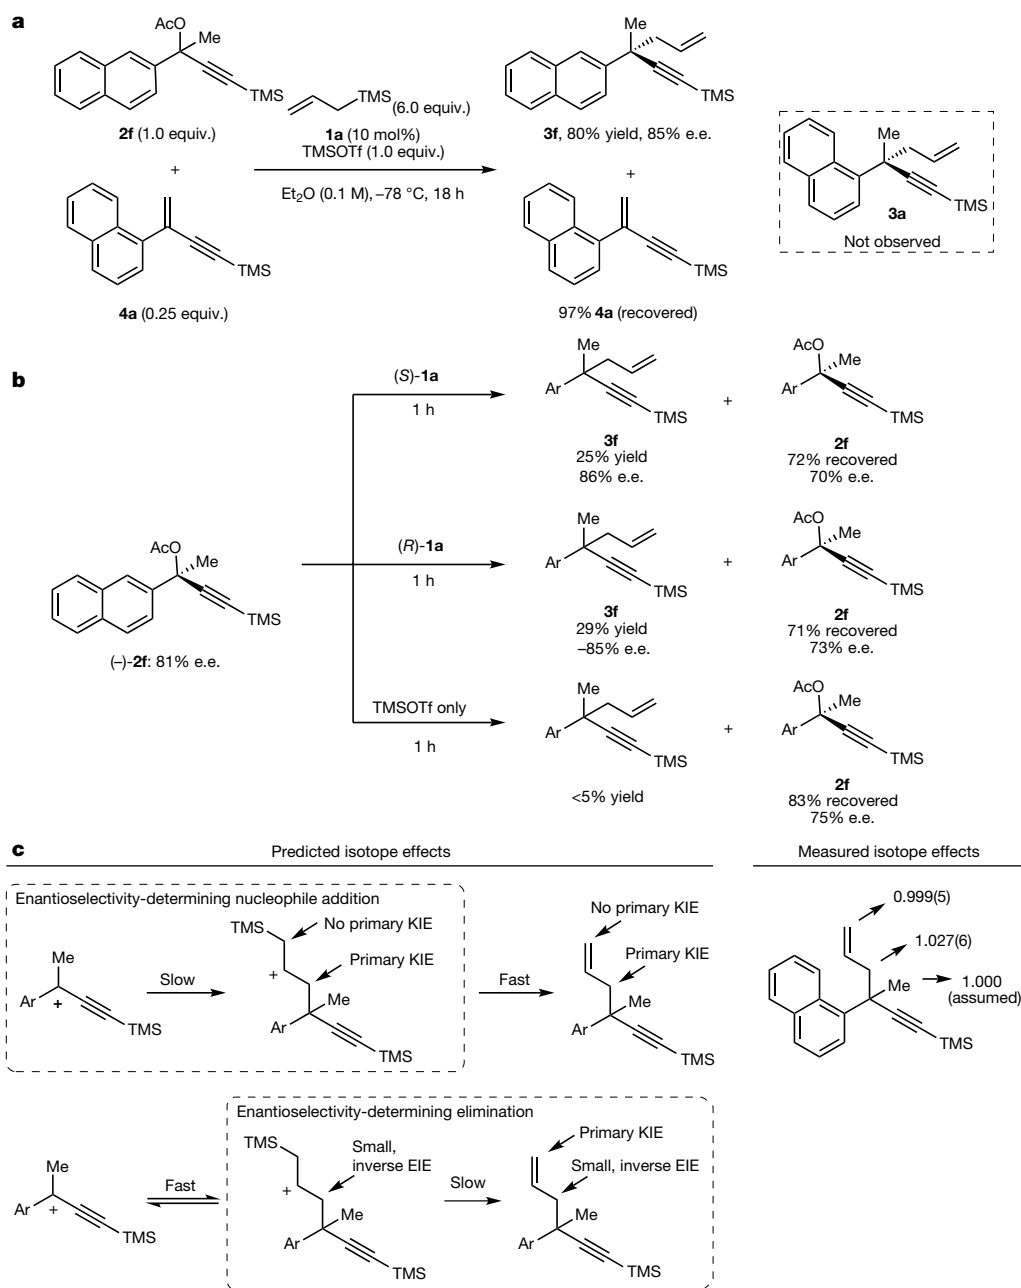 a
AcO
Me
TMS
2f (1.0 equiv.)
+
4a (0.25 equiv.)
TMS
TMS (6.0 equiv.)
1a (10 mol%)
TMSOTf (1.0 equiv.)
Et2O (0.1 M), –78 °C, 18 h
Me
TMS
3f, 80% yield, 85% e.e.
+
TMS
97% 4a (recovered)
Me
TMS
3a
Not observed
b
AcO
Me
TMS
(–)-2f: 81% e.e.
(S)-1a
1 h
Me
Ar
TMS
3f
25% yield
86% e.e.
+
AcO
Me
Ar
TMS
2f
72% recovered
70% e.e.
(R)-1a
1 h
Me
Ar
TMS
3f
29% yield
–85% e.e.
+
AcO
Me
Ar
TMS
2f
71% recovered
73% e.e.
TMSOTf only
1 h
Me
Ar
TMS
<5% yield
+
AcO
Me
Ar
TMS
2f
83% recovered
75% e.e.
c
Predicted isotope effects
Measured isotope effects
Enantioselectivity-determining nucleophile addition
Me
Ar
+
TMS
Slow
TMS
No primary KIE
+
Primary KIE
Me
Ar
TMS
Fast
No primary KIE
Primary KIE
Me
Ar
TMS
0.999(5)
1.027(6)
Me
1.000
(assumed)
TMS
Me
Ar
+
TMS
Fast
Enantioselectivity-determining elimination
TMS
Small,
inverse EIE
+
Me
Ar
TMS
Slow
Primary KIE
Small, inverse EIE
Me
Ar
TMS